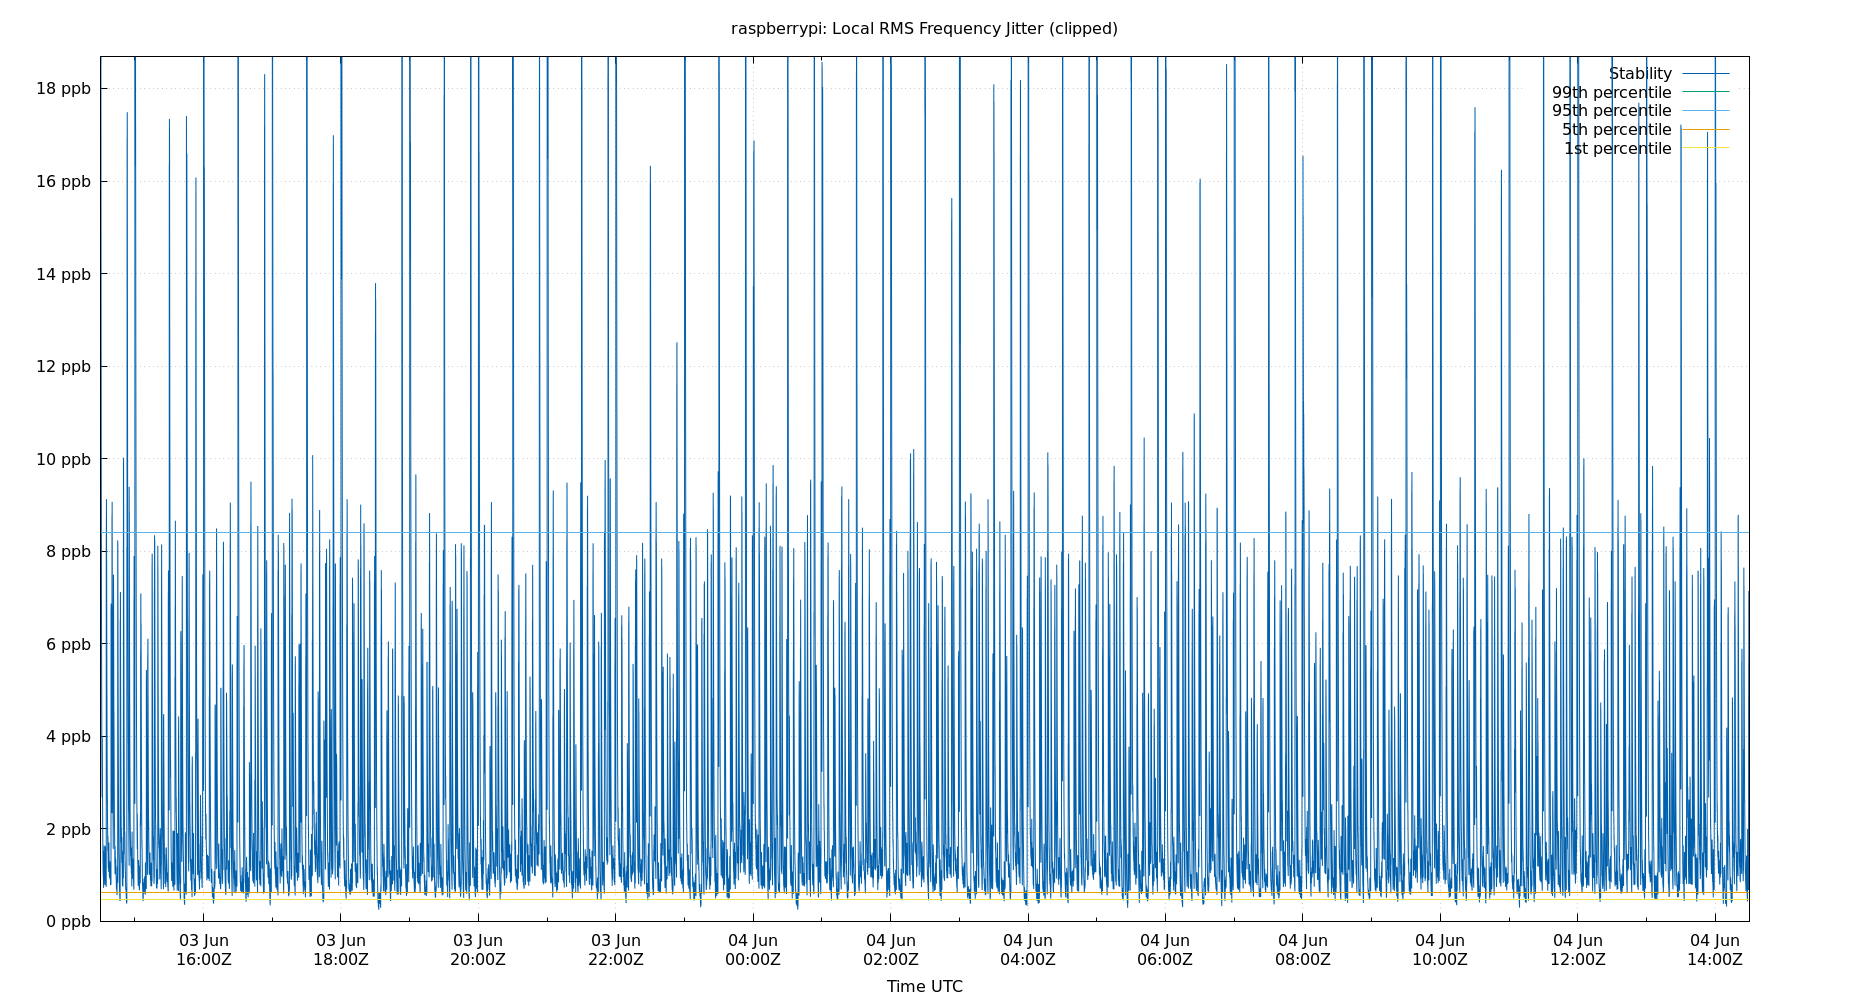 raspberrypi: Local RMS Frequency Jitter (clipped)
18 ppb
16 ppb
14 ppb
12 ppb
10 ppb
8 ppb
6 ppb
4 ppb
2 ppb
0 ppb
Stability
99th percentile
95th percentile
5th percentile
1st percentile
03 Jun 03 Jun 03 Jun 03 Jun 04 Jun 04 Jun 04 Jun 04 Jun 04 Jun 04 Jun 04 Jun 04 Jun
16:00Z 18:00Z 20:00Z 22:00Z 00:00Z 02:00Z 04:00Z 06:00Z 08:00Z 10:00Z 12:00Z 14:00Z
Time UTC